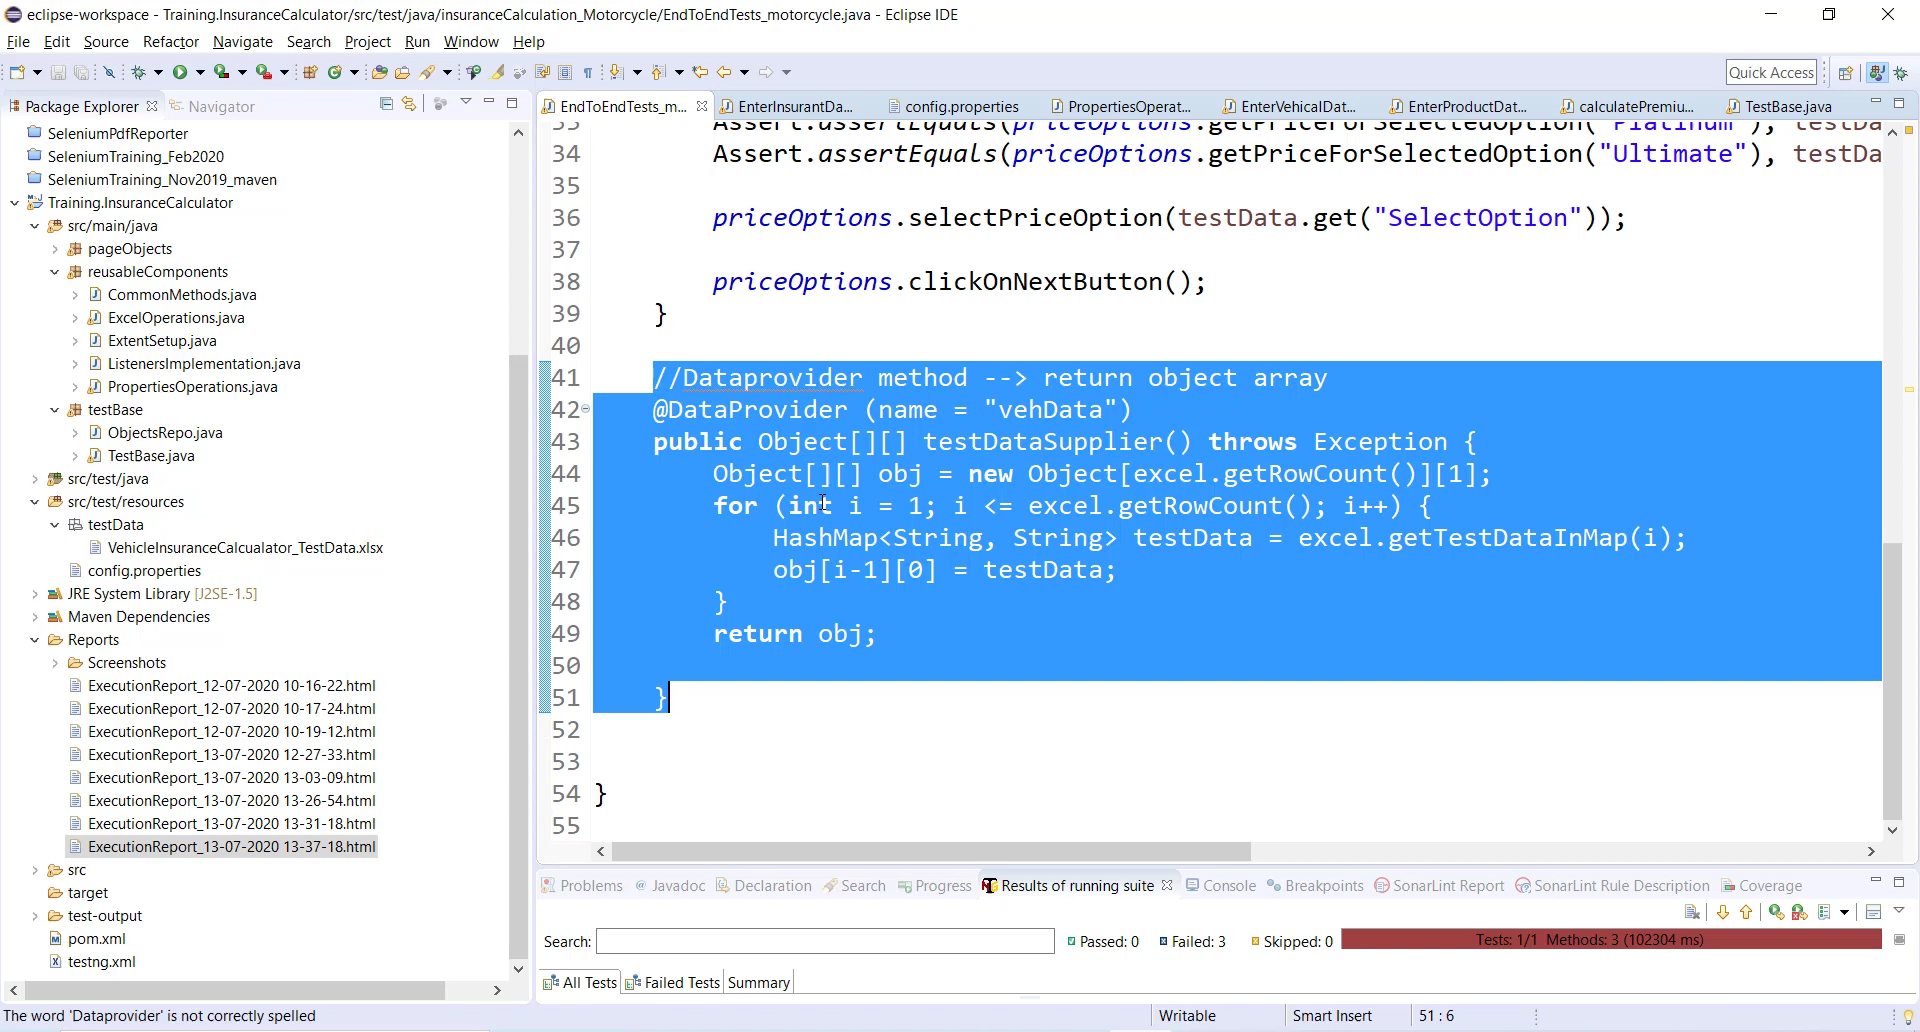 eclipse-workspace - Training.InsuranceCalculator/src/test/java/insuranceCalculation_Motorcycle/EndToEndTests_motorcycle.java - Eclipse IDE
File Edit Source Refactor Navigate Search Project Run Window Help
Quick Access
Package Explorer
Navigator
SeleniumPdfReporter
SeleniumTraining_Feb2020
SeleniumTraining_Nov2019_maven
Training.InsuranceCalculator
src/main/java
pageObjects
reusableComponents
CommonMethods.java
ExcelOperations.java
ExtentSetup.java
ListenersImplementation.java
PropertiesOperations.java
testBase
ObjectsRepo.java
TestBase.java
src/test/java
src/test/resources
testData
VehicleInsuranceCalcualator_TestData.xlsx
config.properties
JRE System Library [J2SE-1.5]
Maven Dependencies
Reports
Screenshots
ExecutionReport_12-07-2020 10-16-22.html
ExecutionReport_12-07-2020 10-17-24.html
ExecutionReport_12-07-2020 10-19-12.html
ExecutionReport_13-07-2020 12-27-33.html
ExecutionReport_13-07-2020 13-03-09.html
ExecutionReport_13-07-2020 13-26-54.html
ExecutionReport_13-07-2020 13-31-18.html
ExecutionReport_13-07-2020 13-37-18.html
src
target
test-output
pom.xml
testng.xml
EndToEndTests_m... EnterInsurantDa... config.properties PropertiesOperat... EnterVehicalDat... EnterProductDat... calculatePremiu... TestBase.java
33 Assert.assertEquals(priceOptions.getPriceForSelectedOption("Platinum"), testDa
34 Assert.assertEquals(priceOptions.getPriceForSelectedOption("Ultimate"), testDa
35
36 priceOptions.selectPriceOption(testData.get("SelectOption"));
37
38 priceOptions.clickOnNextButton();
39 }
40
41 //Dataprovider method --> return object array
42 @DataProvider (name = "vehData")
43 public Object[][] testDataSupplier() throws Exception {
44 Object[][] obj = new Object[excel.getRowCount()][1];
45 for (int i = 1; i <= excel.getRowCount(); i++) {
46 HashMap<String, String> testData = excel.getTestDataInMap(i);
47 obj[i-1][0] = testData;
48 }
49 return obj;
50
51 }
52
53
54 }
55
Problems Javadoc Declaration Search Progress Results of running suite Console Breakpoints SonarLint Report SonarLint Rule Description Coverage
Search: Passed: 0 Failed: 3 Skipped: 0 Tests: 1/1 Methods: 3 (102304 ms)
All Tests Failed Tests Summary
The word 'Dataprovider' is not correctly spelled Writable Smart Insert 51 : 6